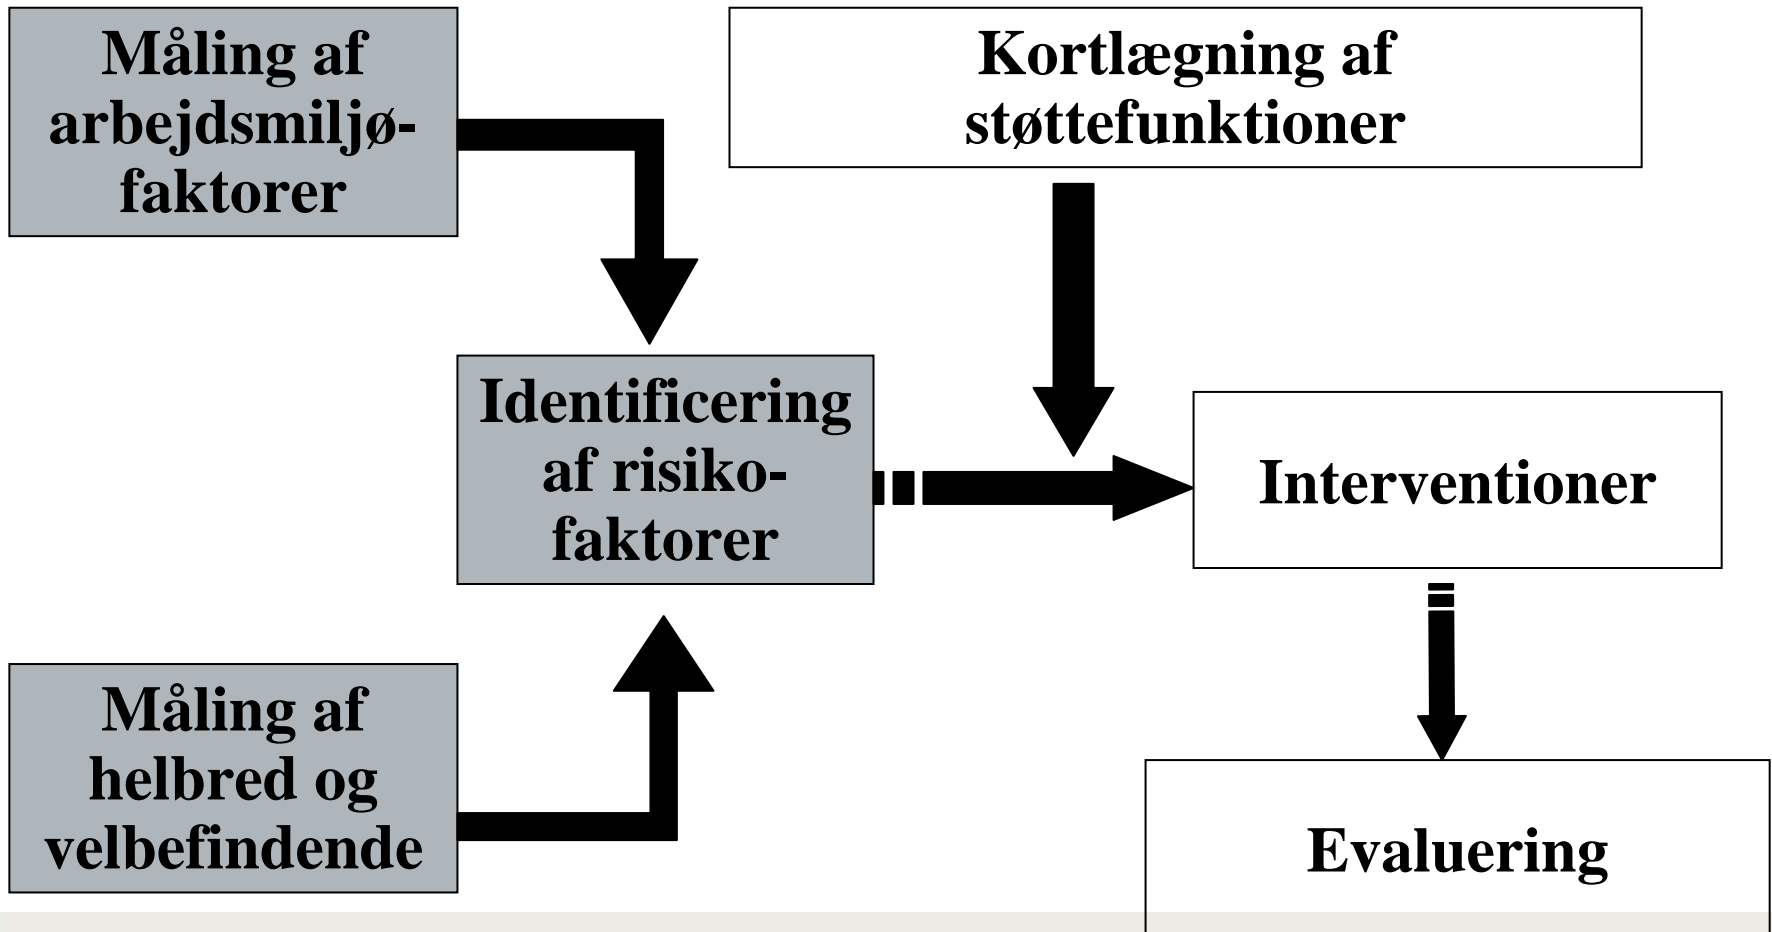 Måling af
arbejdsmiljø-
faktorer
Kortlægning af
støttefunktioner
Identificering
af risiko-
faktorer
Interventioner
Måling af
helbred og
velbefindende
Evaluering